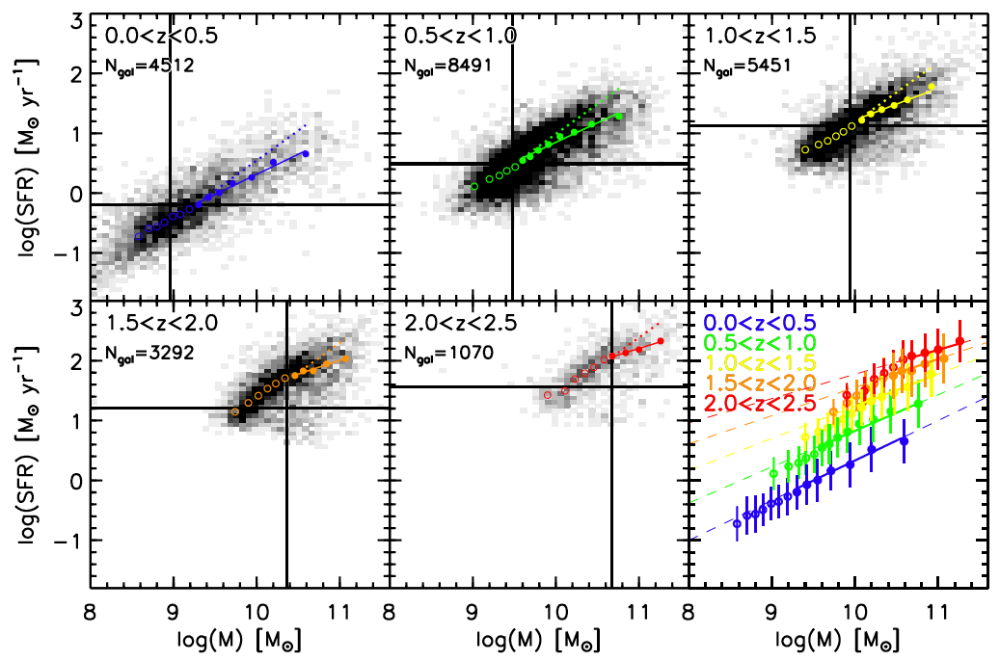 3
2
1
0
−1
log(SFR) [M⊙ yr⁻¹]
0.0<z<0.5
N_gal=4512
0.5<z<1.0
N_gal=8491
1.0<z<1.5
N_gal=5451
3
2
1
0
−1
log(SFR) [M⊙ yr⁻¹]
1.5<z<2.0
N_gal=3292
2.0<z<2.5
N_gal=1070
0.0<z<0.5
0.5<z<1.0
1.0<z<1.5
1.5<z<2.0
2.0<z<2.5
8 9 10 11 8 9 10 11 8 9 10 11
log(M) [M⊙] log(M) [M⊙] log(M) [M⊙]